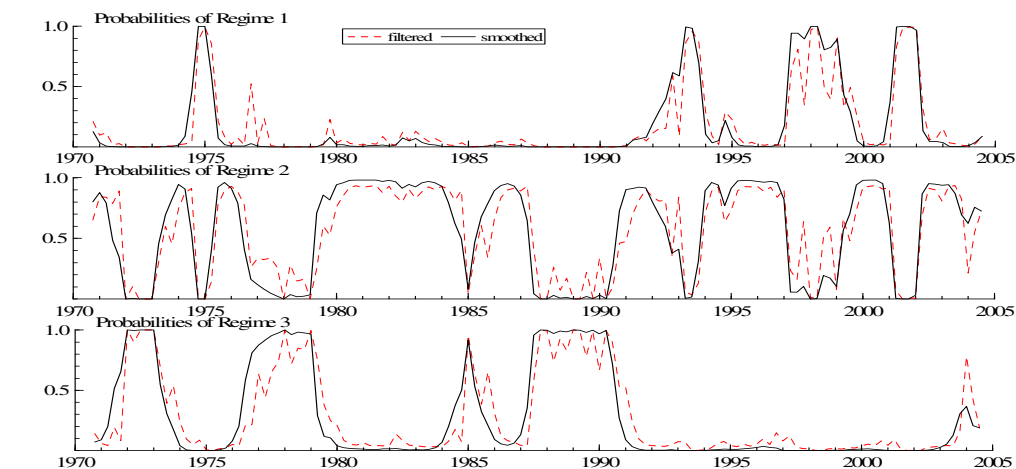 Probabilities of Regime 1
1.0
filtered
smoothed
0.5
1970 1975 1980 1985 1990 1995 2000 2005
Probabilities of Regime 2
1.0
0.5
1970 1975 1980 1985 1990 1995 2000 2005
Probabilities of Regime 3
1.0
0.5
1970 1975 1980 1985 1990 1995 2000 2005